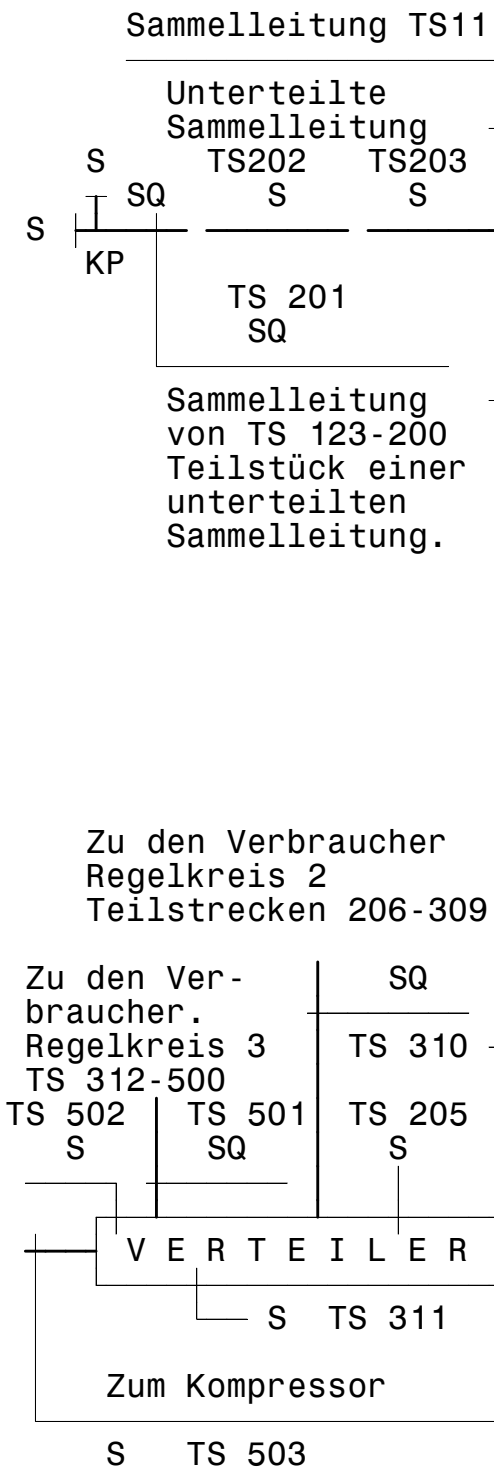 Sammelleitung TS11
Unterteilte
Sammelleitung
S TS202 TS203
SQ S S
S
KP
TS 201
SQ
Sammelleitung
von TS 123-200
Teilstück einer
unterteilten
Sammelleitung.
Zu den Verbraucher
Regelkreis 2
Teilstrecken 206-309
Zu den Ver- SQ
braucher.
Regelkreis 3 TS 310
TS 312-500
TS 502 TS 501 TS 205
S SQ S
V E R T E I L E R
S TS 311
Zum Kompressor
S TS 503